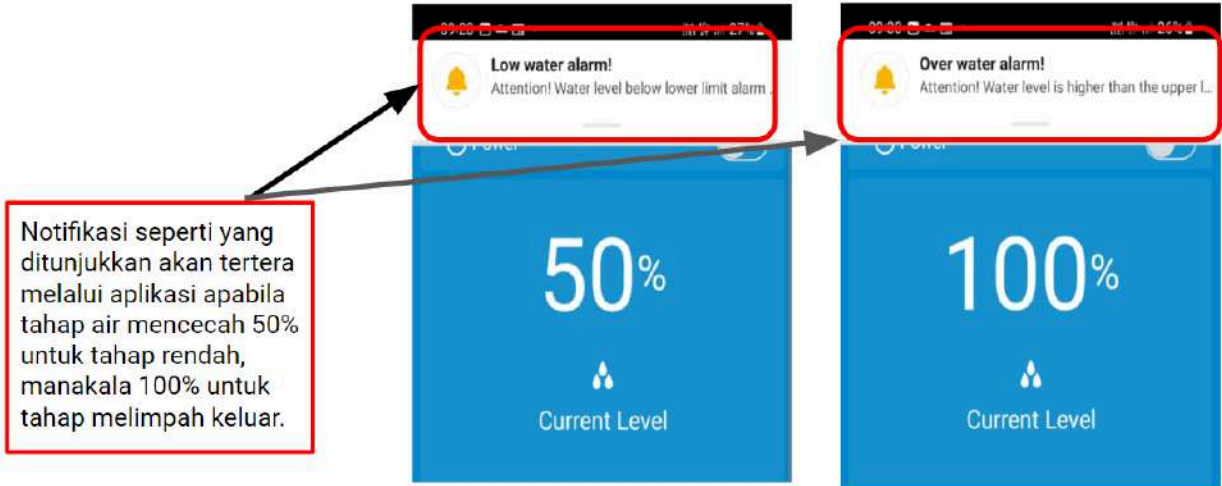 Low water alarm!
Attention! Water level below lower limit alarm .
Over water alarm!
Attention! Water level is higher than the upper l...
Power
Power
Notifikasi seperti yang
ditunjukkan akan tertera
melalui aplikasi apabila
tahap air mencecah 50%
untuk tahap rendah,
manakala 100% untuk
tahap melimpah keluar.
50%
Current Level
100%
Current Level